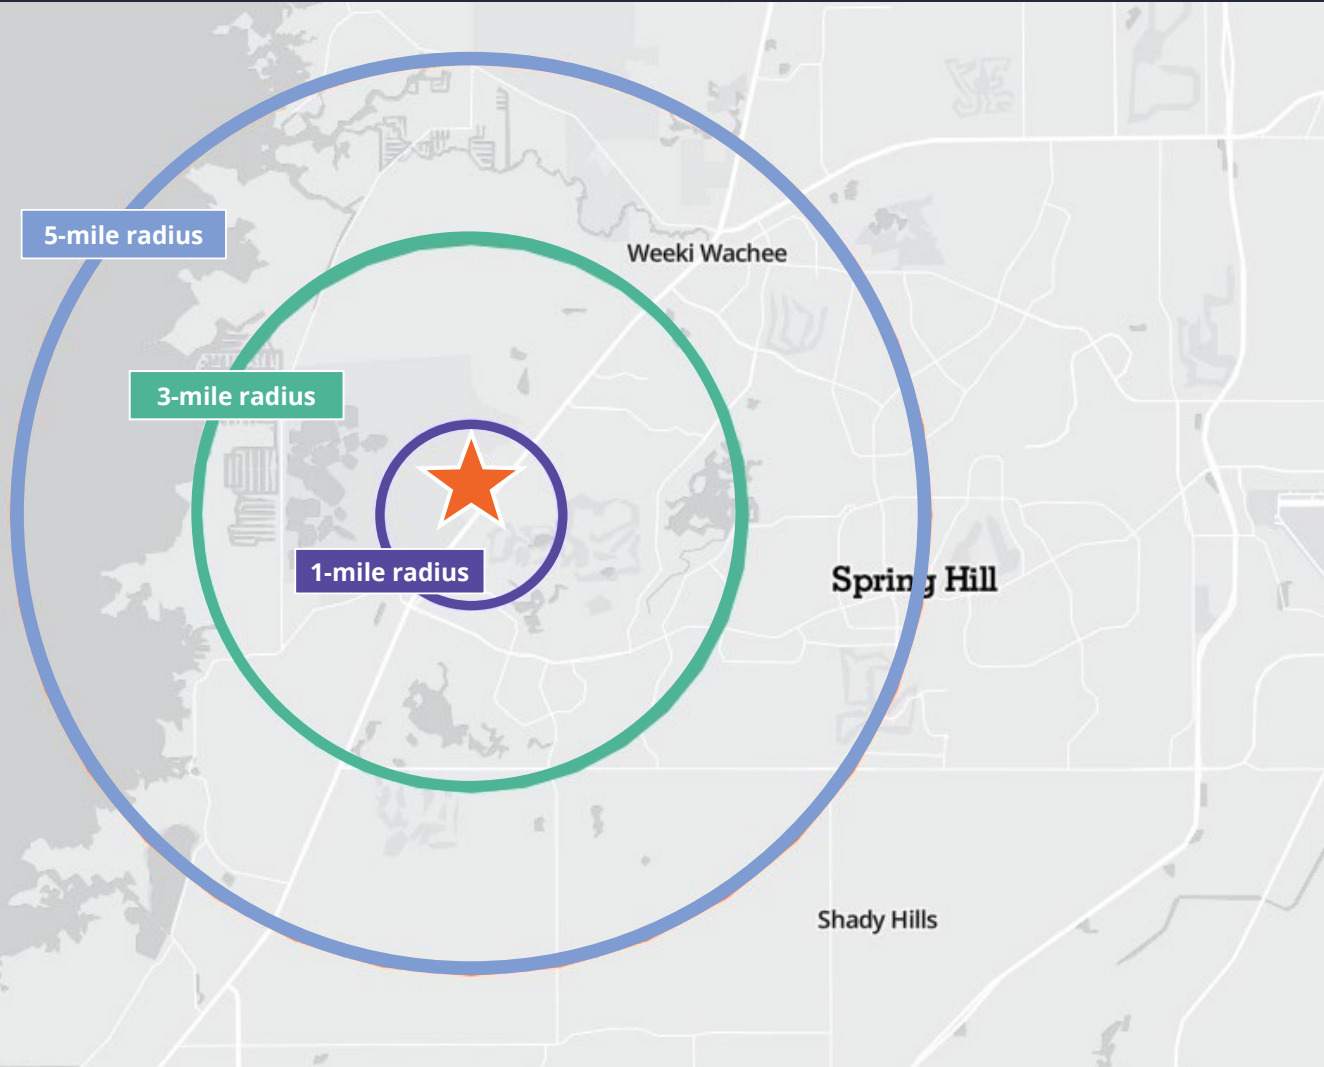 5-mile radius
Weeki Wachee
3-mile radius
1-mile radius
Spring Hill
Shady Hills